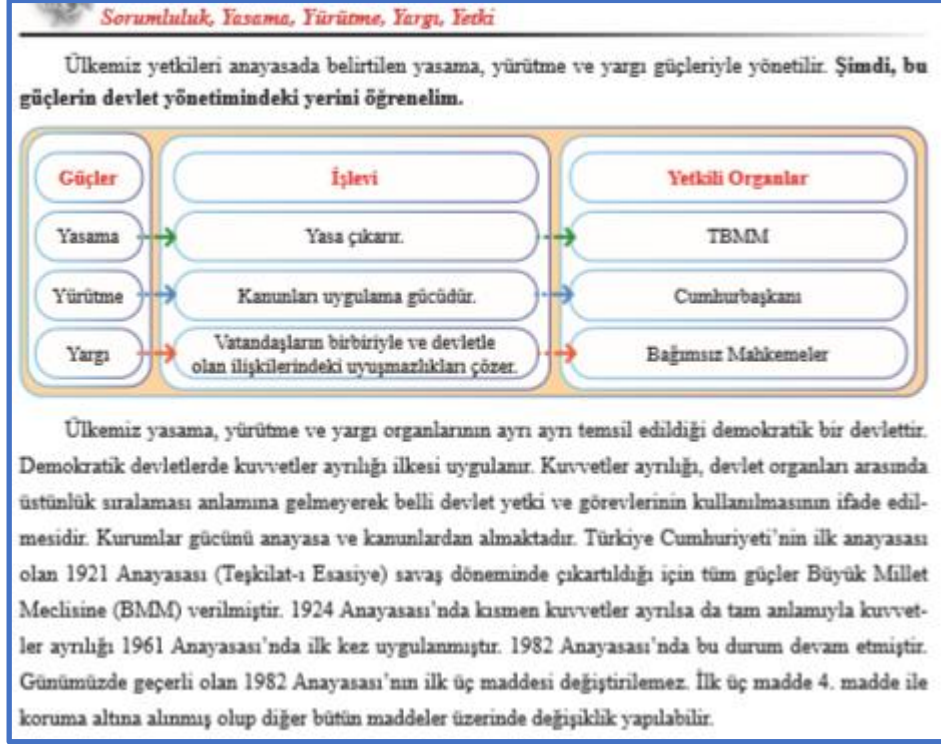 Sorumluluk, Yasama, Yürütme, Yargı, Yetki
Ülkemiz yetkileri anayasada belirtilen yasama, yürütme ve yargı güçleriyle yönetilir. Şimdi, bu
güçlerin devlet yönetimindeki yerini öğrenelim.
Güçler İşlevi Yetkili Organlar
Yasama Yasa çıkarır. TBMM
Yürütme Kanunları uygulama gücüdür. Cumhurbaşkanı
Yargı Vatandaşların birbiriyle ve devletle
olan ilişkilerindeki uyuşmazlıkları çözer. Bağımsız Mahkemeler
Ülkemiz yasama, yürütme ve yargı organlarının ayrı ayrı temsil edildiği demokratik bir devlettir.
Demokratik devletlerde kuvvetler ayrılığı ilkesi uygulanır. Kuvvetler ayrılığı, devlet organları arasında
üstünlük sıralaması anlamına gelmeyerek belli devlet yetki ve görevlerinin kullanılmasının ifade edil-
mesidir. Kurumlar gücünü anayasa ve kanunlardan almaktadır. Türkiye Cumhuriyeti'nin ilk anayasası
olan 1921 Anayasası (Teşkilat-ı Esasiye) savaş döneminde çıkartıldığı için tüm güçler Büyük Millet
Meclisine (BMM) verilmiştir. 1924 Anayasası'nda kısmen kuvvetler ayrılsa da tam anlamıyla kuvvet-
ler ayrılığı 1961 Anayasası'nda ilk kez uygulanmıştır. 1982 Anayasası'nda bu durum devam etmiştir.
Günümüzde geçerli olan 1982 Anayasası'nın ilk üç maddesi değiştirilemez. İlk üç madde 4. madde ile
koruma altına alınmış olup diğer bütün maddeler üzerinde değişiklik yapılabilir.